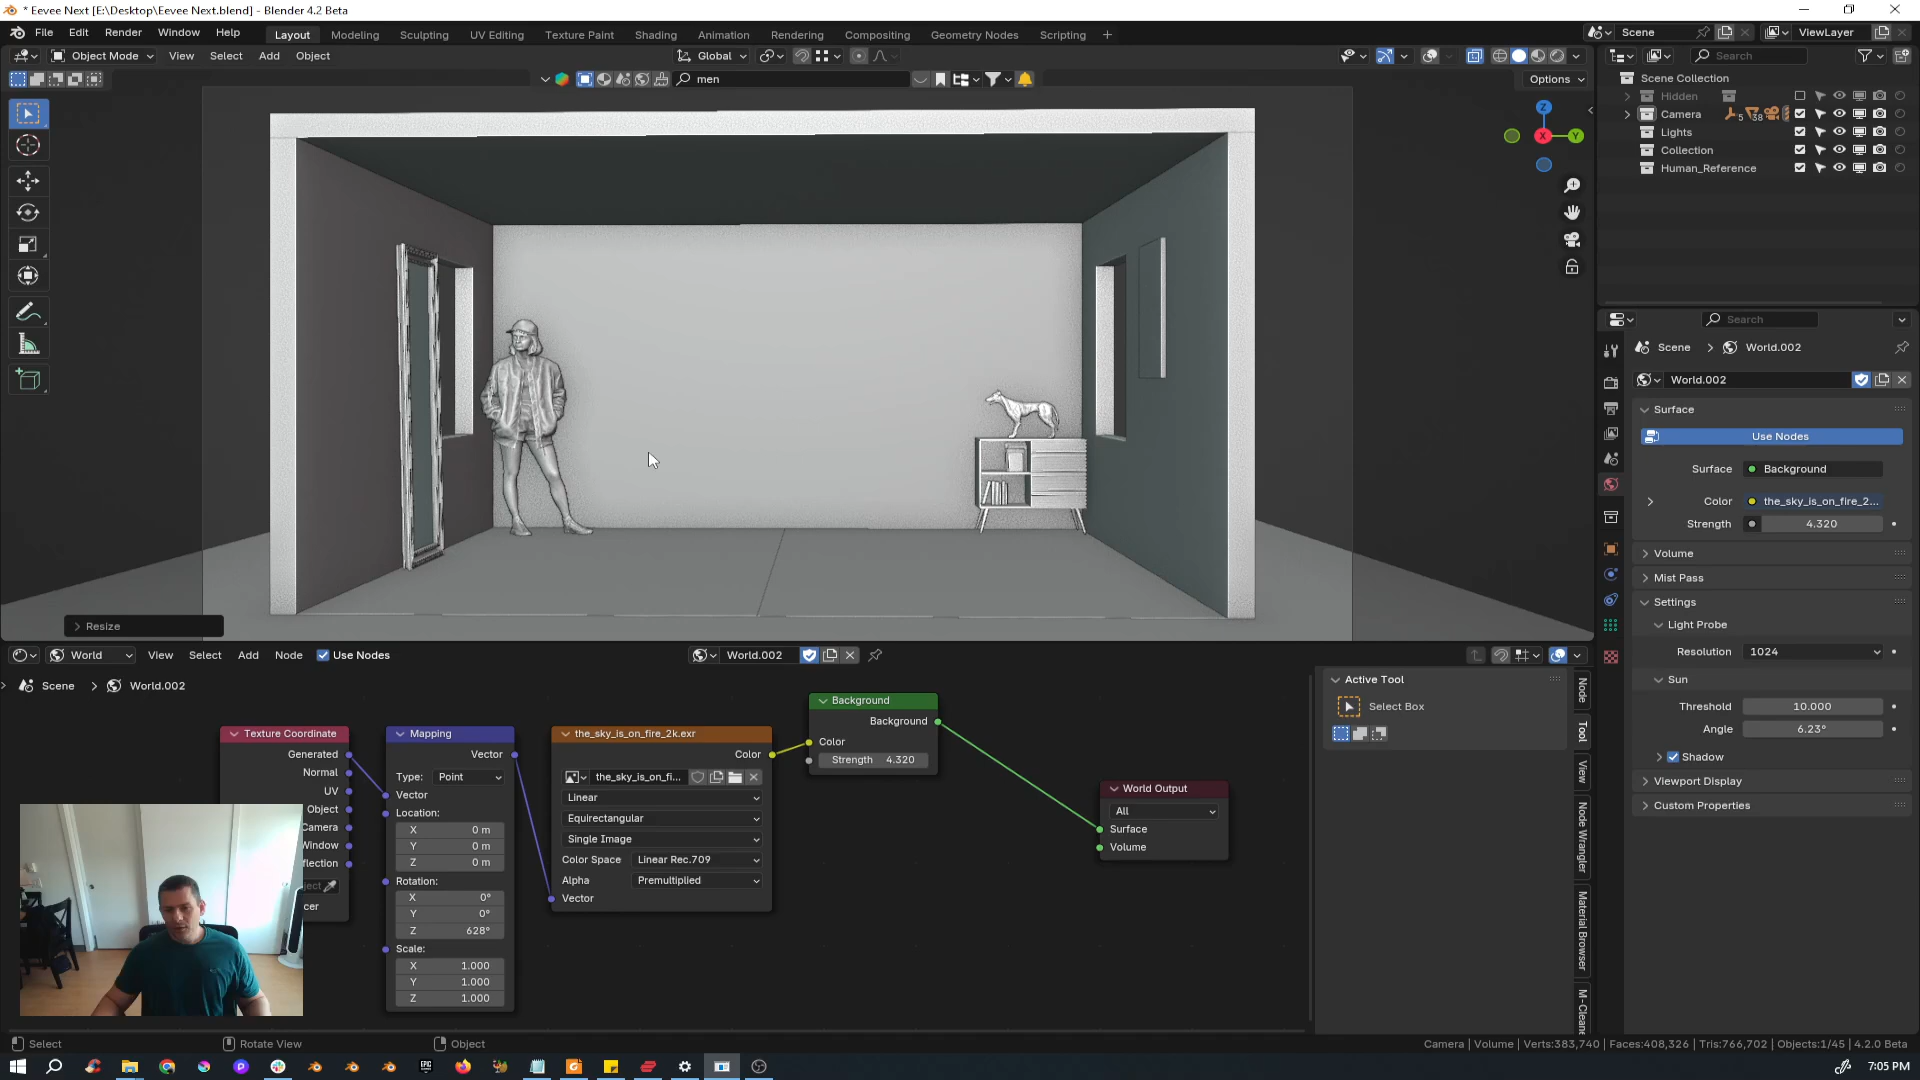 * Eevee Next [E:\Desktop\Eevee Next.blend] - Blender 4.2 Beta
File Edit Render Window Help Layout Modeling Sculpting UV Editing Texture Paint Shading Animation Rendering Compositing Geometry Nodes Scripting +
Scene ViewLayer
Object Mode View Select Add Object Global
Search
men
Options
Scene Collection
Hidden
Camera 5 38
Lights
Collection
Human_Reference
Z
X Y
Resize
Search
Scene > World.002
World.002
Surface
Use Nodes
Surface Background
Color the_sky_is_on_fire_2...
Strength 4.320
Volume
Mist Pass
Settings
Light Probe
Resolution 1024
Sun
Threshold 10.000
Angle 6.23°
Shadow
Viewport Display
Custom Properties
World View Select Add Node Use Nodes World.002
Scene > World.002
Texture Coordinate
Generated
Normal
UV
Object
Camera
Window
flection
ject
cer
Mapping
Vector
Type: Point
Vector
Location:
X 0 m
Y 0 m
Z 0 m
Rotation:
X 0°
Y 0°
Z 628°
Scale:
X 1.000
Y 1.000
Z 1.000
the_sky_is_on_fire_2k.exr
Color
the_sky_is_on_fi...
Linear
Equirectangular
Single Image
Color Space Linear Rec.709
Alpha Premultiplied
Vector
Background
Background
Color
Strength 4.320
World Output
All
Surface
Volume
Active Tool
Select Box
Node
Tool
View
Node Wrangler
Material Browser
M-Cleane
Select Rotate View Object
Camera | Volume | Verts:383,740 | Faces:408,326 | Tris:766,702 | Objects:1/45 | 4.2.0 Beta
EPIC
7:05 PM